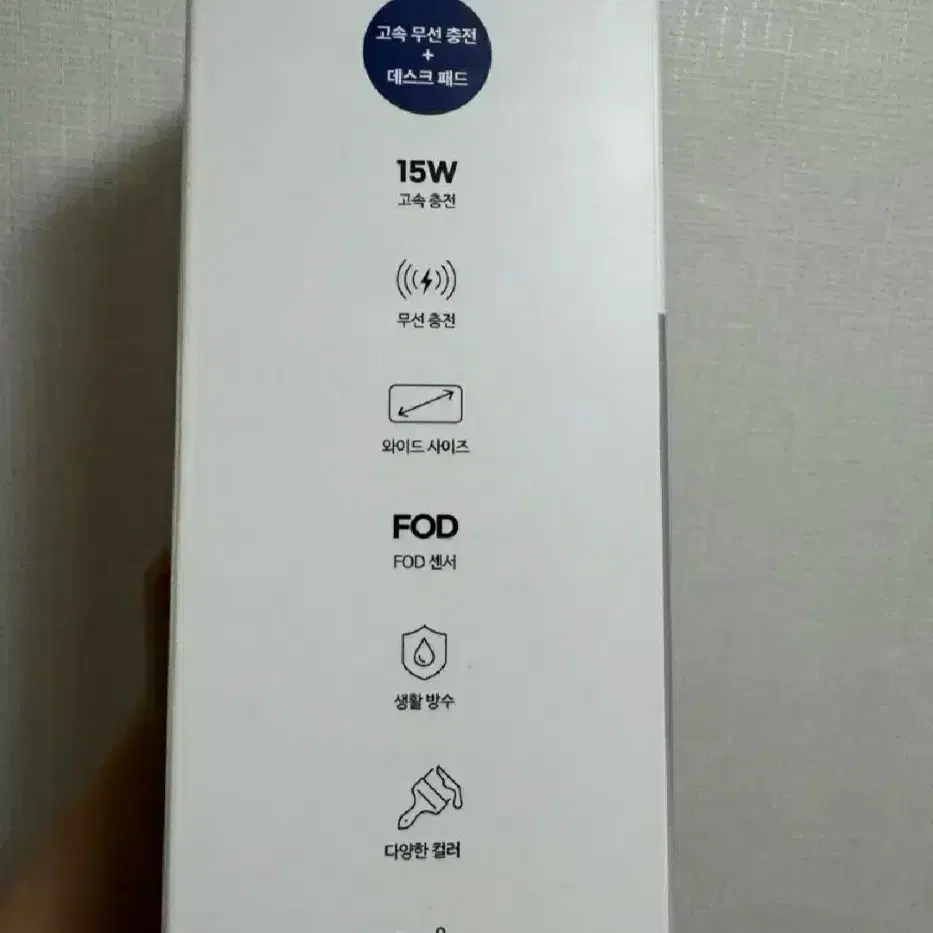 고속 무선 충전
+
데스크 패드
15W
고속 충전
무선 충전
와이드 사이즈
FOD
FOD 센서
생활 방수
다양한 컬러